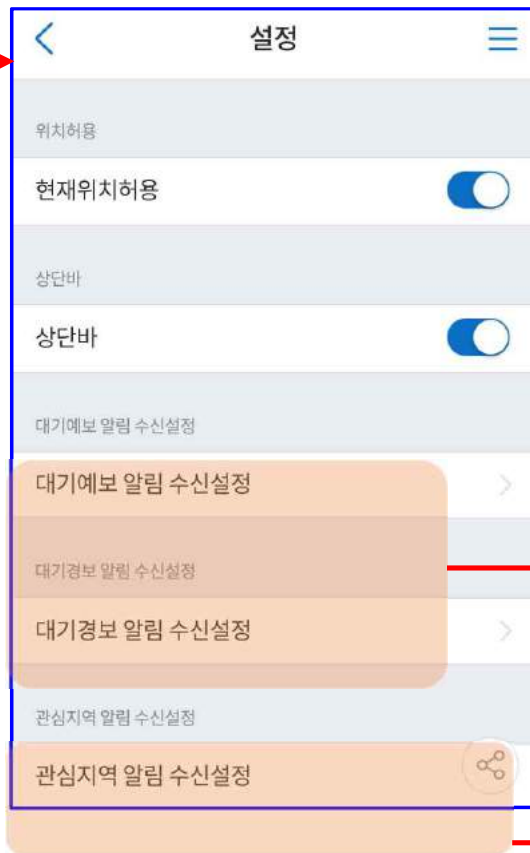 설정
위치허용
현재위치허용
상단바
상단바
대기예보 알림 수신설정
대기예보 알림 수신설정
대기경보 알림 수신설정
대기경보 알림 수신설정
관심지역 알림 수신설정
관심지역 알림 수신설정